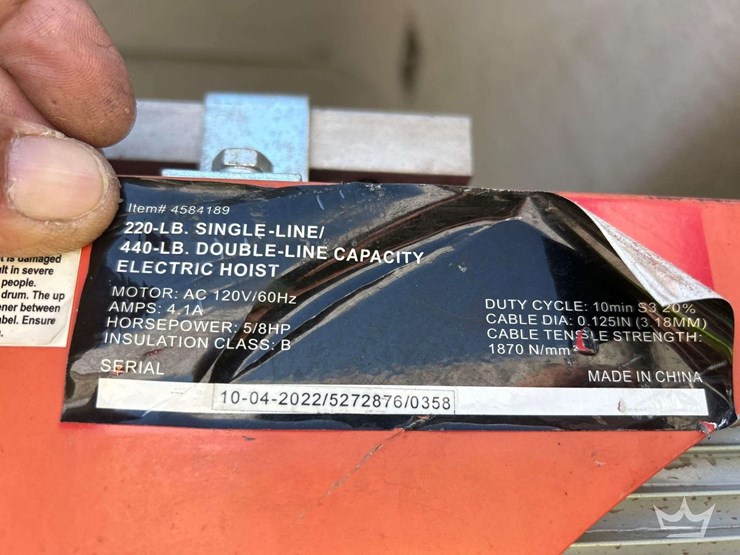 Item# 4584189
220-LB. SINGLE-LINE/
440-LB. DOUBLE-LINE CAPACITY
ELECTRIC HOIST
MOTOR: AC 120V/60Hz
AMPS: 4.1A
HORSEPOWER: 5/8HP
INSULATION CLASS: B
DUTY CYCLE: 10min S3 20%
CABLE DIA: 0.125IN (3.18MM)
CABLE TENSILE STRENGTH:
1870 N/mm
SERIAL
MADE IN CHINA
10-04-2022/5272876/0358
is damaged
in severe
people.
drum. The up
between
Ensure